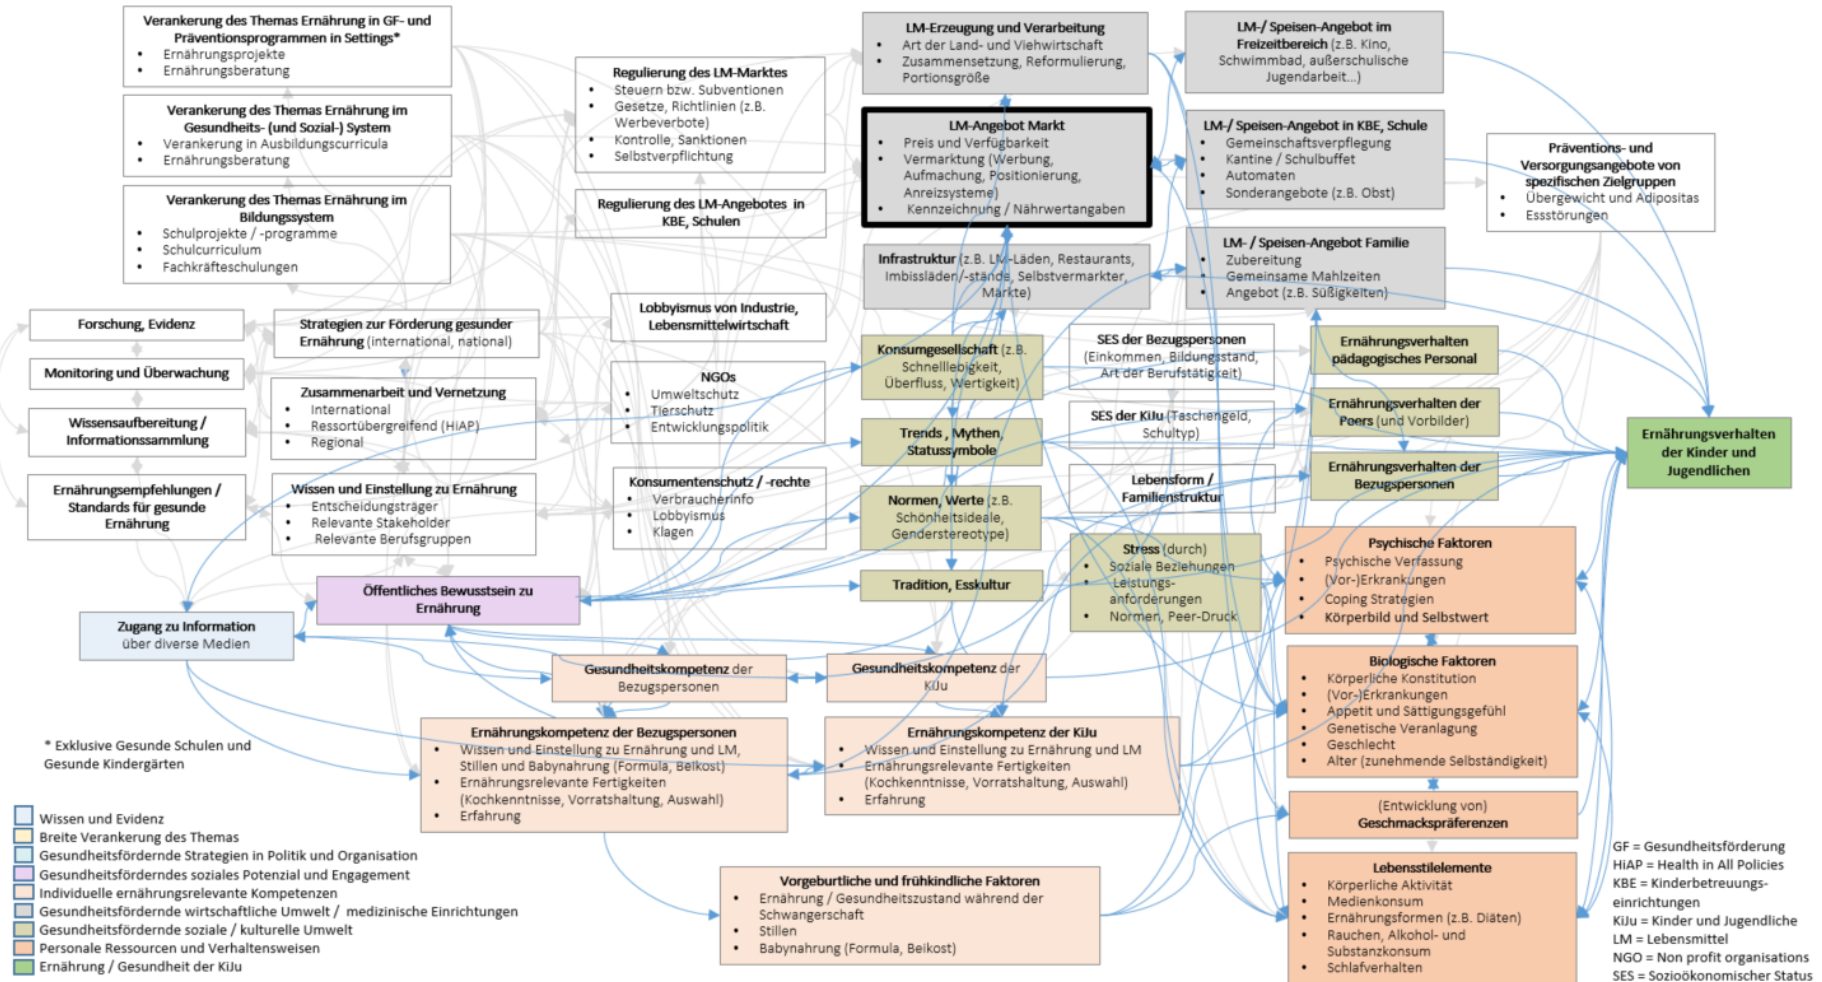 Verankerung des Themas Ernährung in GF- und
Präventionsprogrammen in Settings*
• Ernährungsprojekte
• Ernährungsberatung
Verankerung des Themas Ernährung im
Gesundheits- (und Sozial-) System
• Verankerung in Ausbildungscurricula
• Ernährungsberatung
Verankerung des Themas Ernährung im
Bildungssystem
• Schulprojekte / -programme
• Schulcurriculum
• Fachkräfteschulungen
Regulierung des LM-Marktes
• Steuern bzw. Subventionen
• Gesetze, Richtlinien (z.B.
Werbeverbote)
• Kontrolle, Sanktionen
• Selbstverpflichtung
Regulierung des LM-Angebotes in
KBE, Schulen
LM-Erzeugung und Verarbeitung
• Art der Land- und Viehwirtschaft
• Zusammensetzung, Reformulierung,
Portionsgröße
LM-Angebot Markt
• Preis und Verfügbarkeit
• Vermarktung (Werbung,
Aufmachung, Positionierung,
Anreizsysteme)
• Kennzeichnung / Nährwertangaben
Infrastruktur (z.B. LM-Läden, Restaurants,
Imbissläden/-stände, Selbstvermarkter,
Märkte)
LM-/ Speisen-Angebot im
Freizeitbereich (z.B. Kino,
Schwimmbad, außerschulische
Jugendarbeit...)
LM-/ Speisen-Angebot in KBE, Schule
• Gemeinschaftsverpflegung
• Kantine / Schulbuffet
• Automaten
• Sonderangebote (z.B. Obst)
LM- / Speisen-Angebot Familie
• Zubereitung
• Gemeinsame Mahlzeiten
• Angebot (z.B. Süßigkeiten)
Präventions- und
Versorgungsangebote von
spezifischen Zielgruppen
• Übergewicht und Adipositas
• Essstörungen
Forschung, Evidenz
Monitoring und Überwachung
Wissensaufbereitung /
Informationssammlung
Ernährungsempfehlungen /
Standards für gesunde
Ernährung
Strategien zur Förderung gesunder
Ernährung (international, national)
Zusammenarbeit und Vernetzung
• International
• Ressortübergreifend (HiAP)
• Regional
Wissen und Einstellung zu Ernährung
• Entscheidungsträger
• Relevante Stakeholder
• Relevante Berufsgruppen
Lobbyismus von Industrie,
Lebensmittelwirtschaft
NGOs
• Umweltschutz
• Tierschutz
• Entwicklungspolitik
Konsumentenschutz / -rechte
• Verbraucherinfo
• Lobbyismus
• Klagen
Konsumgesellschaft (z.B.
Schnelllebigkeit,
Überfluss, Wertigkeit)
Trends , Mythen,
Statussymbole
Normen, Werte (z.B.
Schönheitsideale,
Genderstereotype)
Tradition, Esskultur
SES der Bezugspersonen
(Einkommen, Bildungsstand,
Art der Berufstätigkeit)
SES der KiJu (Taschengeld,
Schultyp)
Lebensform /
Familienstruktur
Stress (durch)
• Soziale Beziehungen
• Leistungs-
anforderungen
• Normen, Peer-Druck
Ernährungsverhalten
pädagogisches Personal
Ernährungsverhalten der
Peers (und Vorbilder)
Ernährungsverhalten der
Bezugspersonen
Ernährungsverhalten
der Kinder und
Jugendlichen
Psychische Faktoren
• Psychische Verfassung
• (Vor-)Erkrankungen
• Coping Strategien
• Körperbild und Selbstwert
Biologische Faktoren
• Körperliche Konstitution
• (Vor-)Erkrankungen
• Appetit und Sättigungsgefühl
• Genetische Veranlagung
• Geschlecht
• Alter (zunehmende Selbständigkeit)
(Entwicklung von)
Geschmackspräferenzen
Lebensstilelemente
• Körperliche Aktivität
• Medienkonsum
• Ernährungsformen (z.B. Diäten)
• Rauchen, Alkohol- und
Substanzkonsum
• Schlafverhalten
Öffentliches Bewusstsein zu
Ernährung
Zugang zu Information
über diverse Medien
Gesundheitskompetenz der
Bezugspersonen
Gesundheitskompetenz der
KiJu
Ernährungskompetenz der Bezugspersonen
• Wissen und Einstellung zu Ernährung und LM,
Stillen und Babynahrung (Formula, Beikost)
• Ernährungsrelevante Fertigkeiten
(Kochkenntnisse, Vorratshaltung, Auswahl)
• Erfahrung
Ernährungskompetenz der KiJu
• Wissen und Einstellung zu Ernährung und LM
• Ernährungsrelevante Fertigkeiten
(Kochkenntnisse, Vorratshaltung, Auswahl)
• Erfahrung
Vorgeburtliche und frühkindliche Faktoren
• Ernährung / Gesundheitszustand während der
Schwangerschaft
• Stillen
• Babynahrung (Formula, Beikost)
* Exklusive Gesunde Schulen und
Gesunde Kindergärten
Wissen und Evidenz
Breite Verankerung des Themas
Gesundheitsfördernde Strategien in Politik und Organisation
Gesundheitsförderndes soziales Potenzial und Engagement
Individuelle ernährungsrelevante Kompetenzen
Gesundheitsfördernde wirtschaftliche Umwelt / medizinische Einrichtungen
Gesundheitsfördernde soziale / kulturelle Umwelt
Personale Ressourcen und Verhaltensweisen
Ernährung / Gesundheit der KiJu
GF = Gesundheitsförderung
HiAP = Health in All Policies
KBE = Kinderbetreuungs-
einrichtungen
KiJu = Kinder und Jugendliche
LM = Lebensmittel
NGO = Non profit organisations
SES = Sozioökonomischer Status